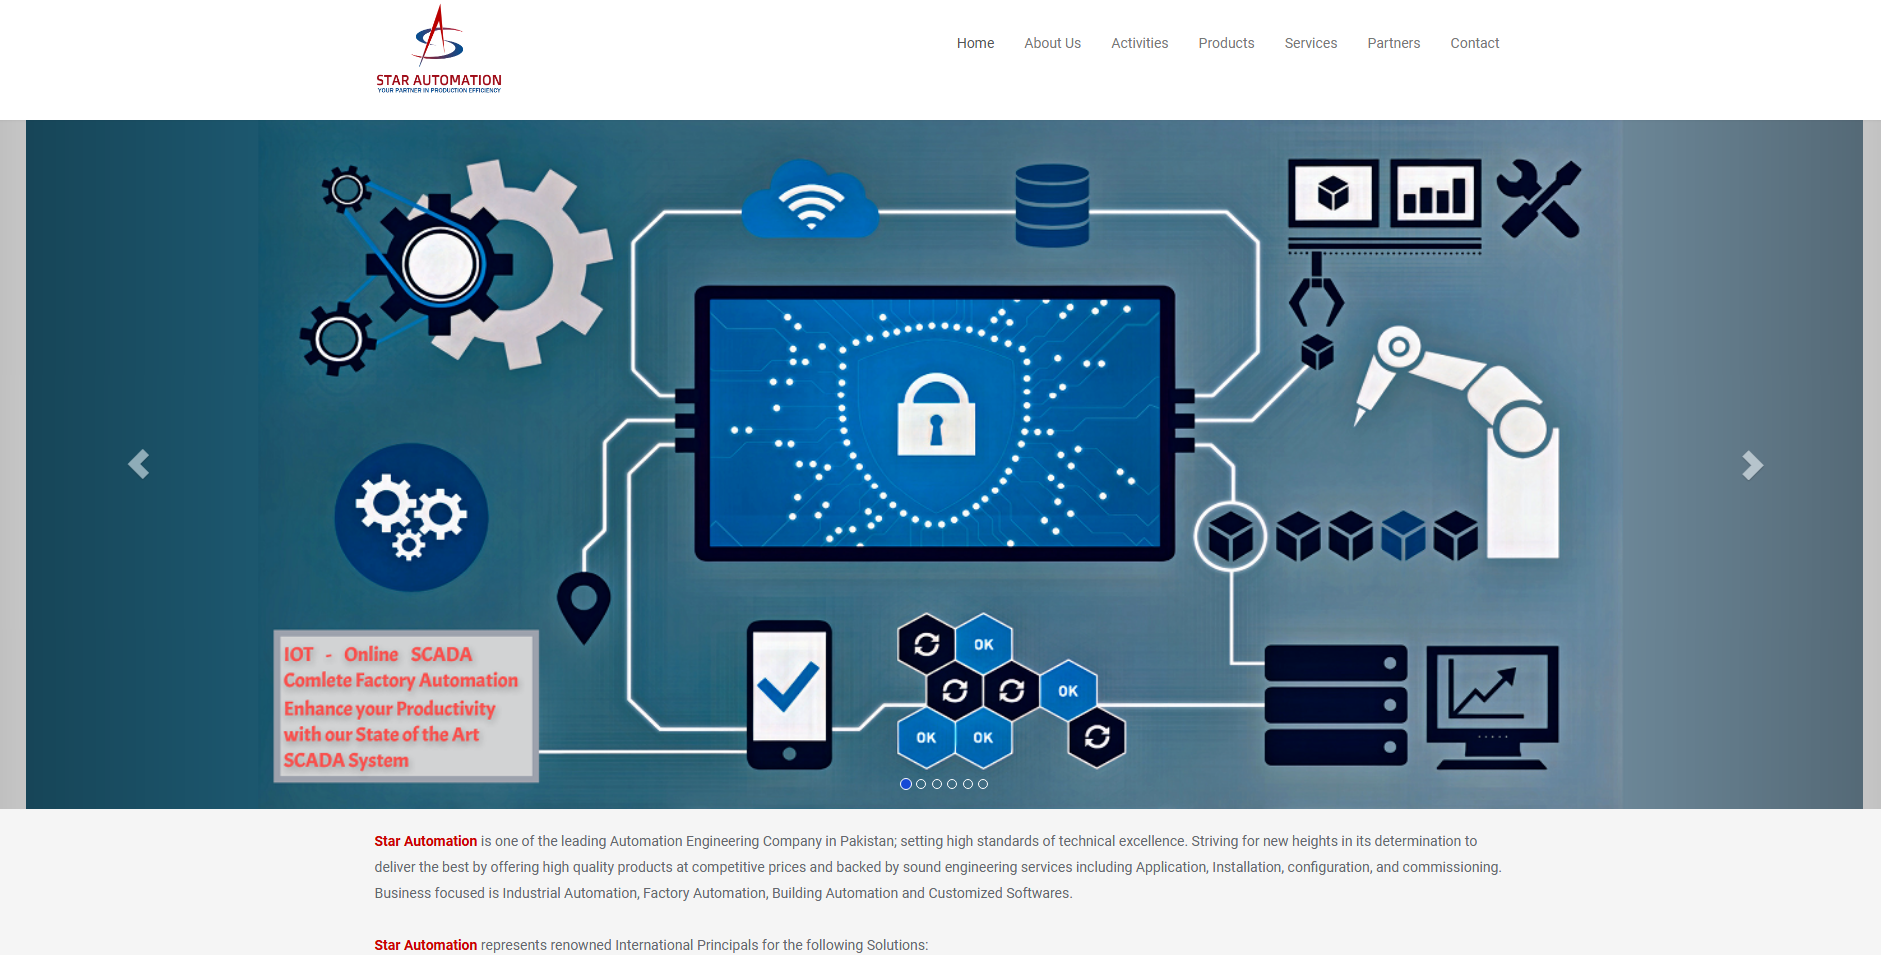 STAR AUTOMATION
YOUR PARTNER IN PRODUCTION EFFICIENCY
Home About Us Activities Products Services Partners Contact
IOT - Online SCADA
Comlete Factory Automation
Enhance your Productivity
with our State of the Art
SCADA System
OK
OK
OK OK
Star Automation is one of the leading Automation Engineering Company in Pakistan; setting high standards of technical excellence. Striving for new heights in its determination to
deliver the best by offering high quality products at competitive prices and backed by sound engineering services including Application, Installation, configuration, and commissioning.
Business focused is Industrial Automation, Factory Automation, Building Automation and Customized Softwares.
Star Automation represents renowned International Principals for the following Solutions: